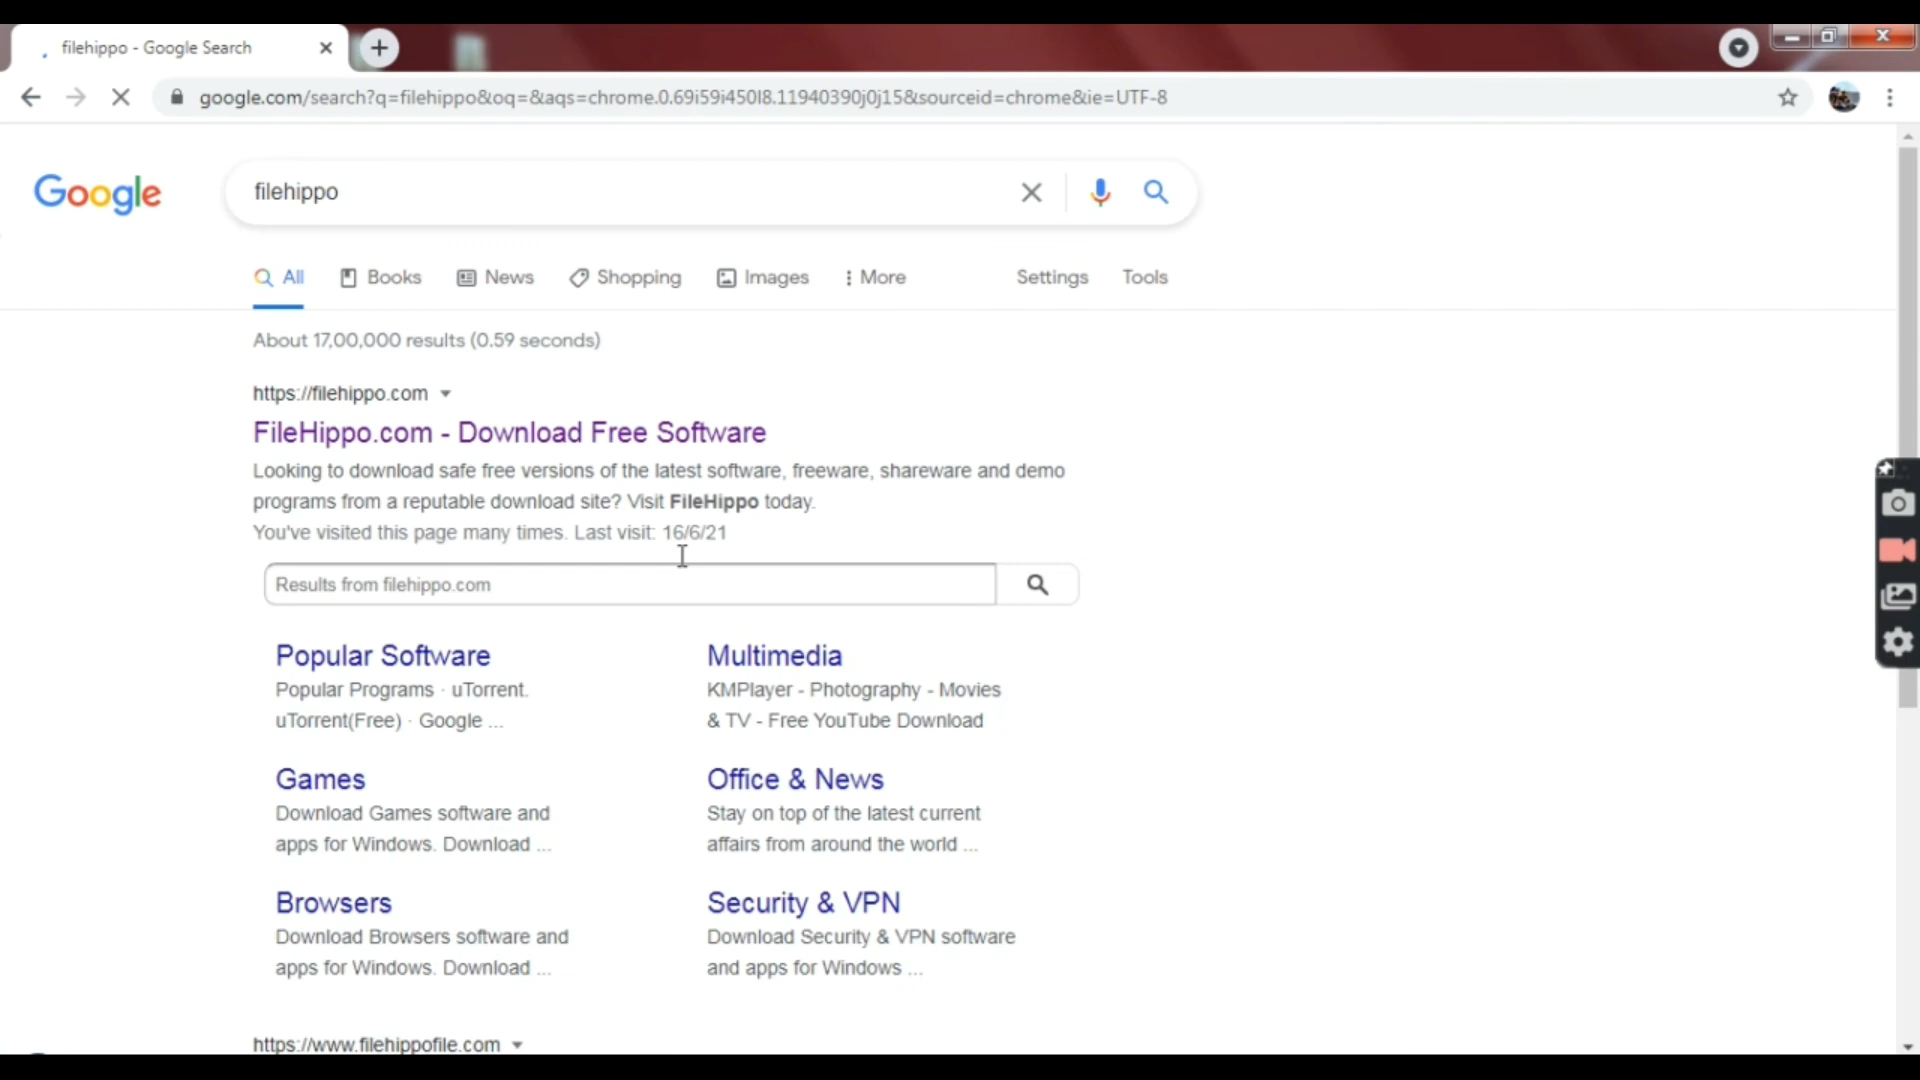 filehippo - Google Search
google.com/search?q=filehippo&oq=&aqs=chrome.0.69i59i450l8.11940390j0j15&sourceid=chrome&ie=UTF-8
Google
filehippo
All
Books
News
Shopping
Images
More
Settings
Tools
About 17,00,000 results (0.59 seconds)
https://filehippo.com
FileHippo.com - Download Free Software
Looking to download safe free versions of the latest software, freeware, shareware and demo
programs from a reputable download site? Visit FileHippo today.
You've visited this page many times. Last visit: 16/6/21
Results from filehippo.com
Popular Software
Popular Programs · uTorrent.
uTorrent(Free) · Google ...
Multimedia
KMPlayer - Photography - Movies
& TV - Free YouTube Download
Games
Download Games software and
apps for Windows. Download ...
Office & News
Stay on top of the latest current
affairs from around the world ...
Browsers
Download Browsers software and
apps for Windows. Download ...
Security & VPN
Download Security & VPN software
and apps for Windows ...
https://www.filehippofile.com